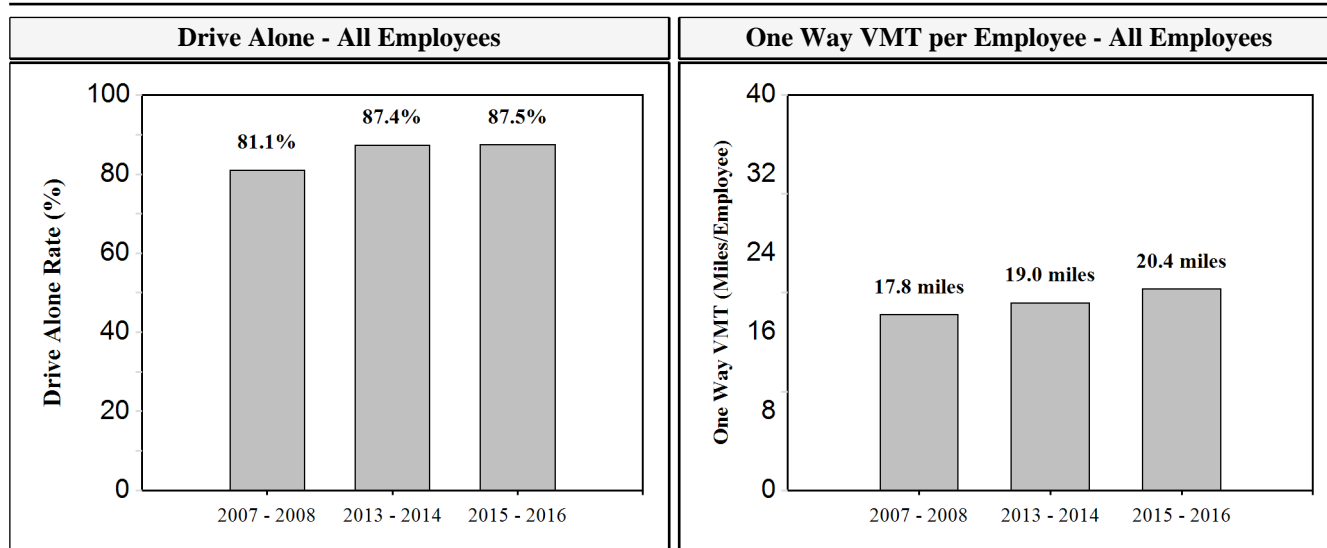 Drive Alone - All Employees
One Way VMT per Employee - All Employees
Drive Alone Rate (%)
100
80
60
40
20
0
81.1%
87.4%
87.5%
2007 - 2008
2013 - 2014
2015 - 2016
One Way VMT (Miles/Employee)
40
32
24
16
8
0
17.8 miles
19.0 miles
20.4 miles
2007 - 2008
2013 - 2014
2015 - 2016